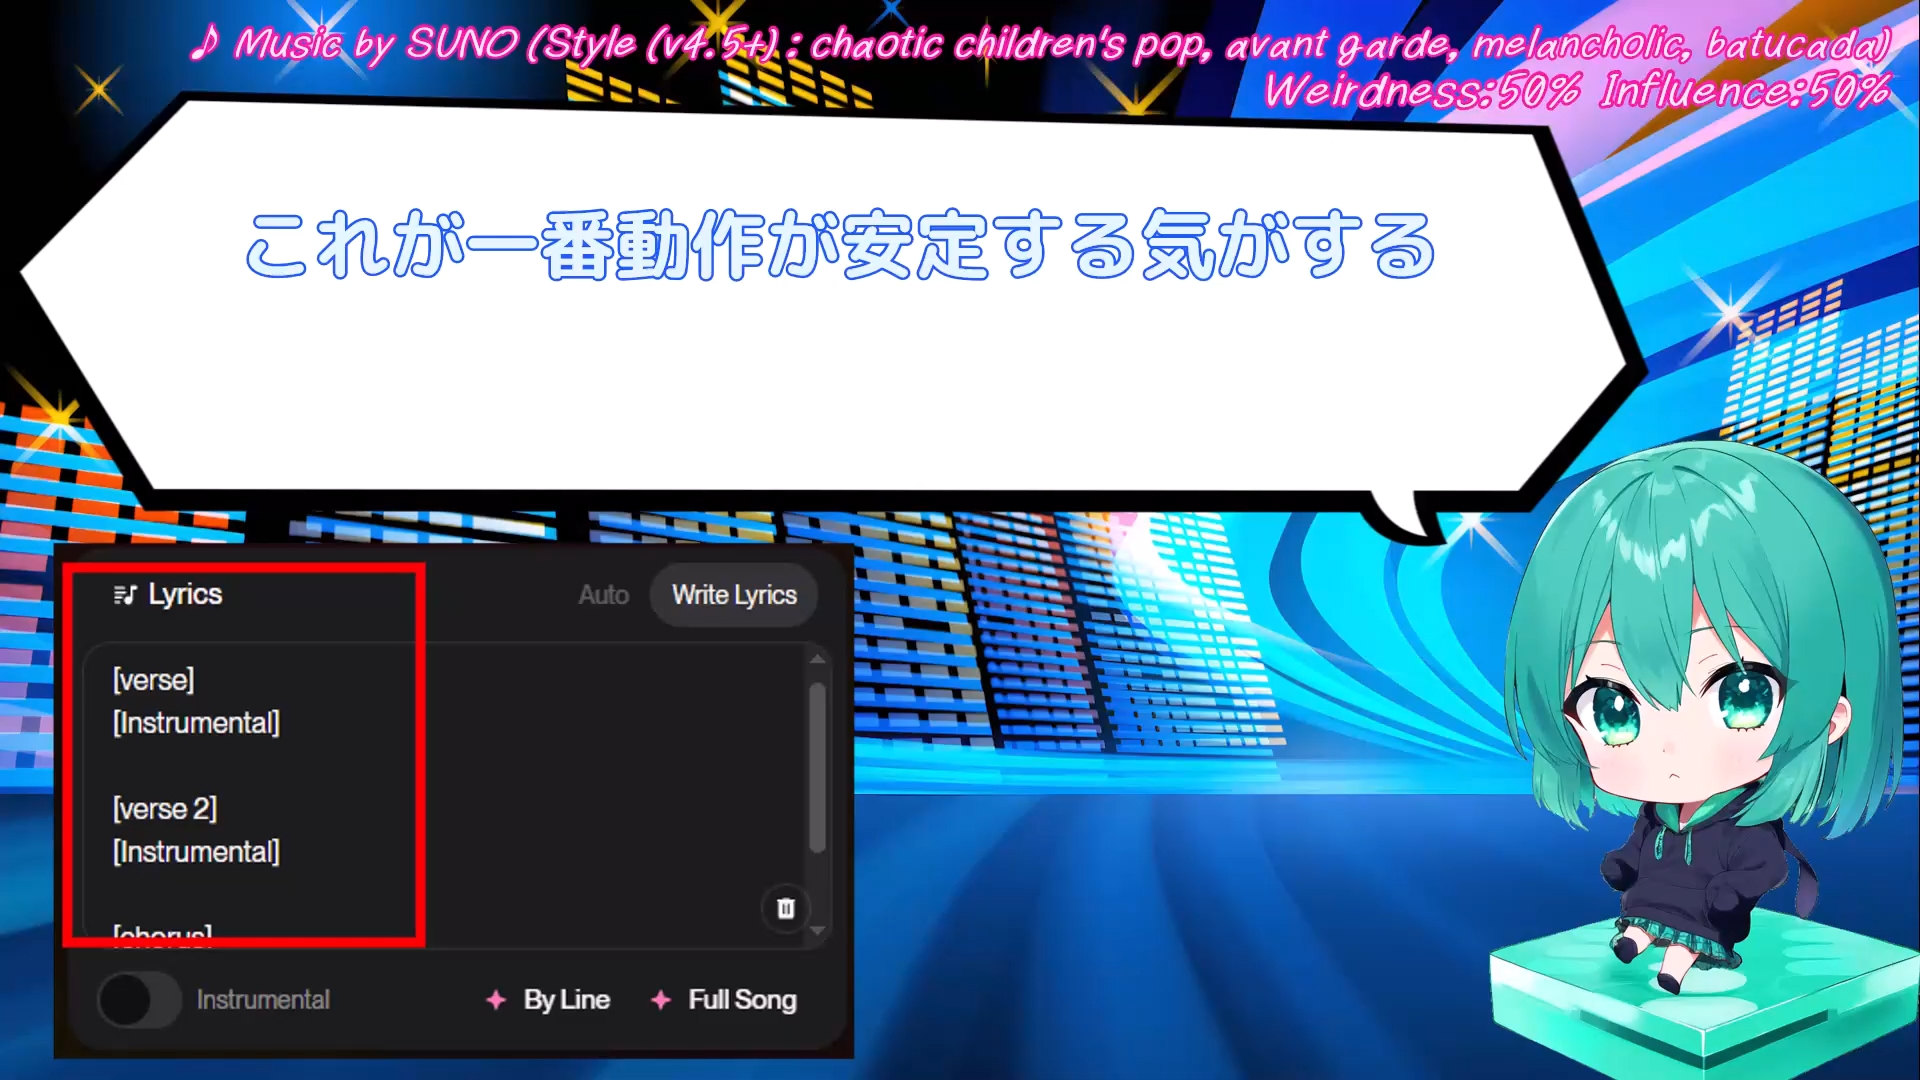 ♪ Music by SUNO (Style (v4.5+) : chaotic children's pop, avant garde, melancholic, batucada)
Weirdness:50% Influence:50%
これが一番動作が安定する気がする
Lyrics
Auto
Write Lyrics
[verse]
[Instrumental]
[verse 2]
[Instrumental]
[chorus]
Instrumental
By Line
Full Song